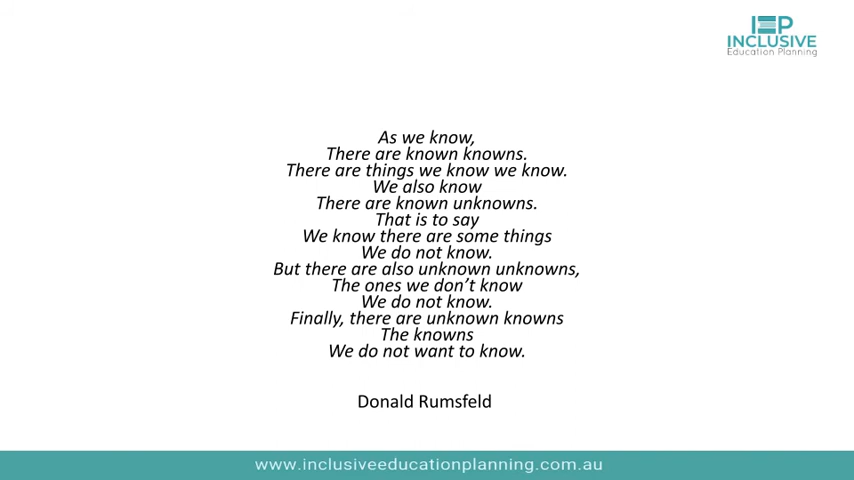 IEP
INCLUSIVE
Education Planning
As we know,
There are known knowns.
There are things we know we know.
We also know
There are known unknowns.
That is to say
We know there are some things
We do not know.
But there are also unknown unknowns,
The ones we don’t know
We do not know.
Finally, there are unknown knowns
The knowns
We do not want to know.
Donald Rumsfeld
www.inclusiveeducationplanning.com.au